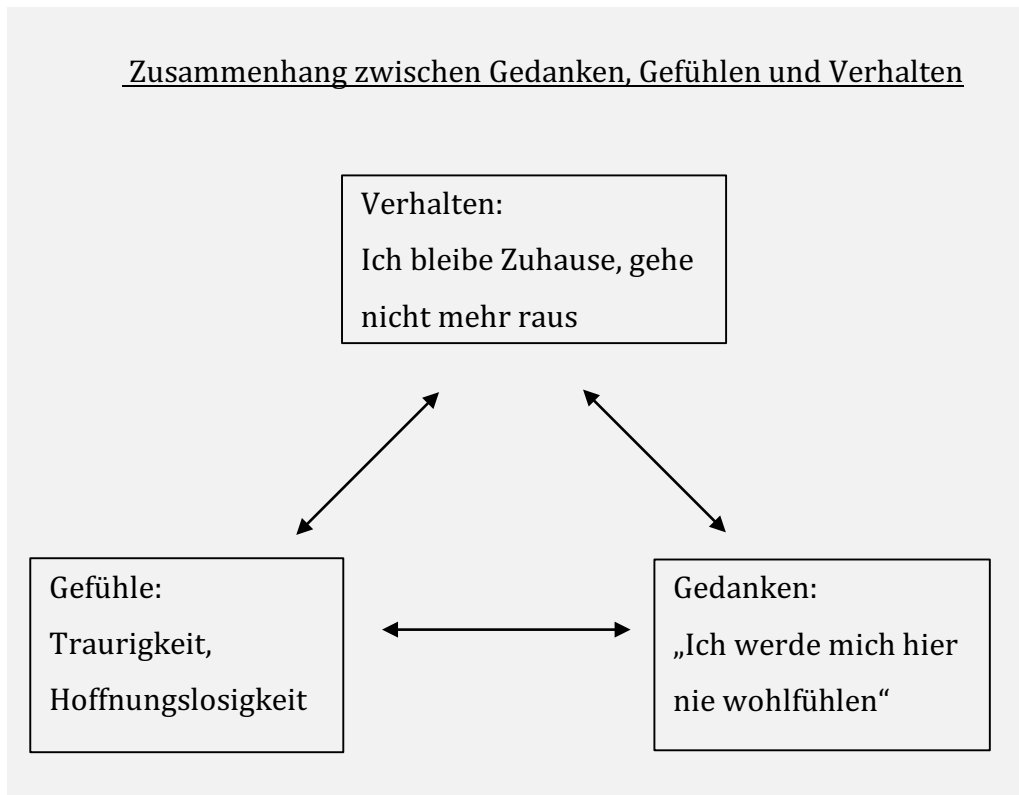 Zusammenhang zwischen Gedanken, Gefühlen und Verhalten
Verhalten:
Ich bleibe Zuhause, gehe
nicht mehr raus
Gefühle:
Traurigkeit,
Hoffnungslosigkeit
Gedanken:
„Ich werde mich hier
nie wohlfühlen“